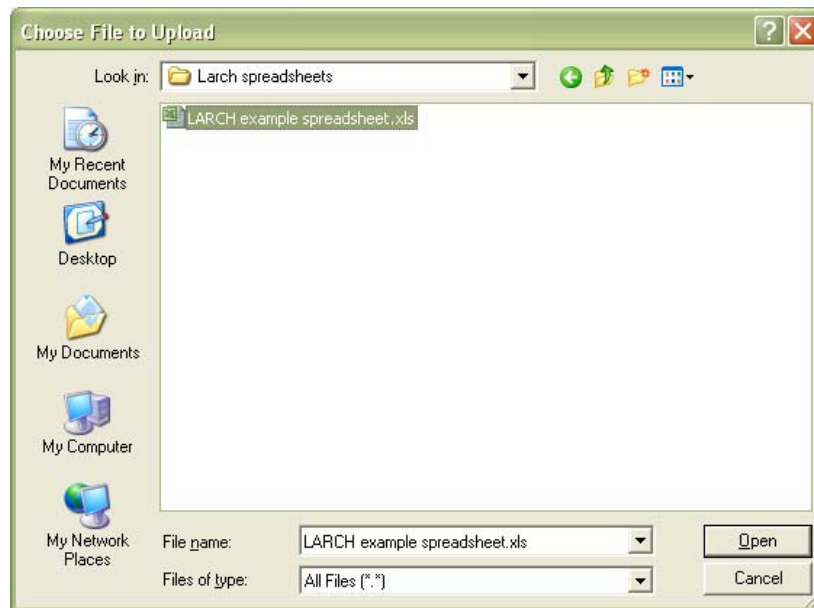 Choose File to Upload
Look in: Larch spreadsheets
LARCH example spreadsheet.xls
My Recent
Documents
Desktop
My Documents
My Computer
My Network
Places
File name: LARCH example spreadsheet.xls Open
Files of type: All Files (*.*) Cancel